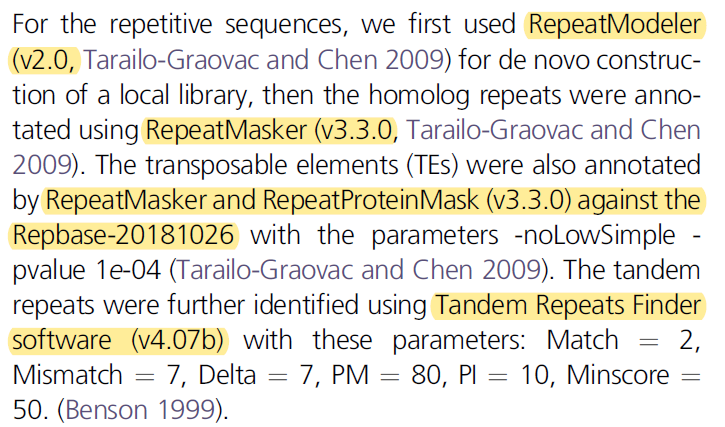 For the repetitive sequences, we first used RepeatModeler
(v2.0, Tarailo-Graovac and Chen 2009) for de novo construc-
tion of a local library, then the homolog repeats were anno-
tated using RepeatMasker (v3.3.0, Tarailo-Graovac and Chen
2009). The transposable elements (TEs) were also annotated
by RepeatMasker and RepeatProteinMask (v3.3.0) against the
Repbase-20181026 with the parameters -noLowSimple -
pvalue 1e-04 (Tarailo-Graovac and Chen 2009). The tandem
repeats were further identified using Tandem Repeats Finder
software (v4.07b) with these parameters: Match = 2,
Mismatch = 7, Delta = 7, PM = 80, PI = 10, Minscore =
50. (Benson 1999).